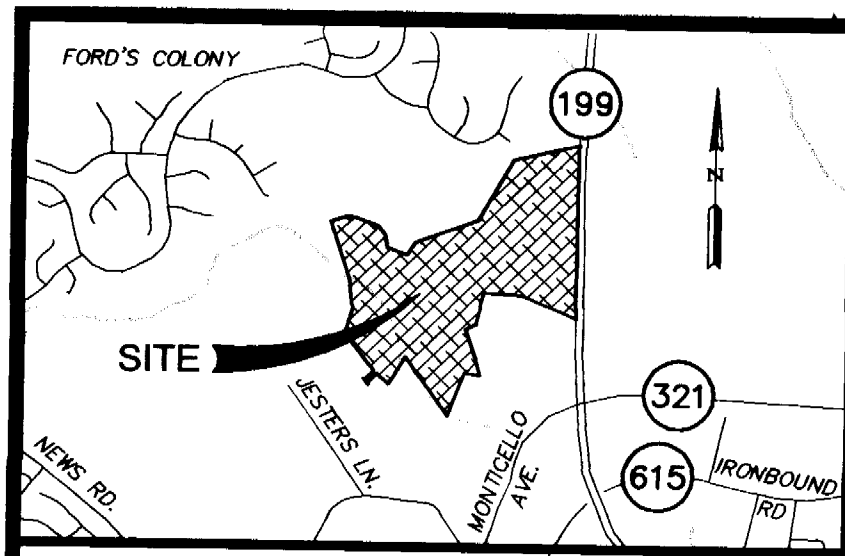 FORD'S COLONY
199
N
SITE
321
JESTERS LN.
MONTICELLO
AVE.
NEWS RD.
615
IRONBOUND
RD